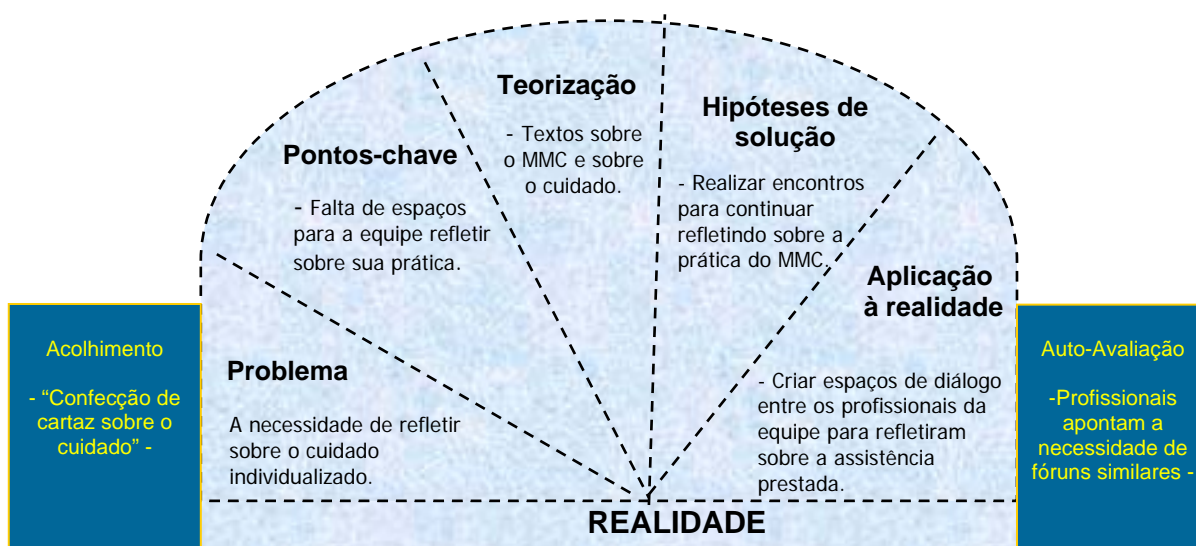 Acolhimento
- “Confecção de
cartaz sobre o
cuidado” -
Problema
A necessidade de refletir
sobre o cuidado
individualizado.
Pontos-chave
- Falta de espaços
para a equipe refletir
sobre sua prática.
Teorização
- Textos sobre
o MMC e sobre
o cuidado.
Hipóteses de
solução
- Realizar encontros
para continuar
refletindo sobre a
prática do MMC.
Aplicação
à realidade
- Criar espaços de diálogo
entre os profissionais da
equipe para refletiram
sobre a assistência
prestada.
REALIDADE
Auto-Avaliação
-Profissionais
apontam a
necessidade de
fóruns similares -